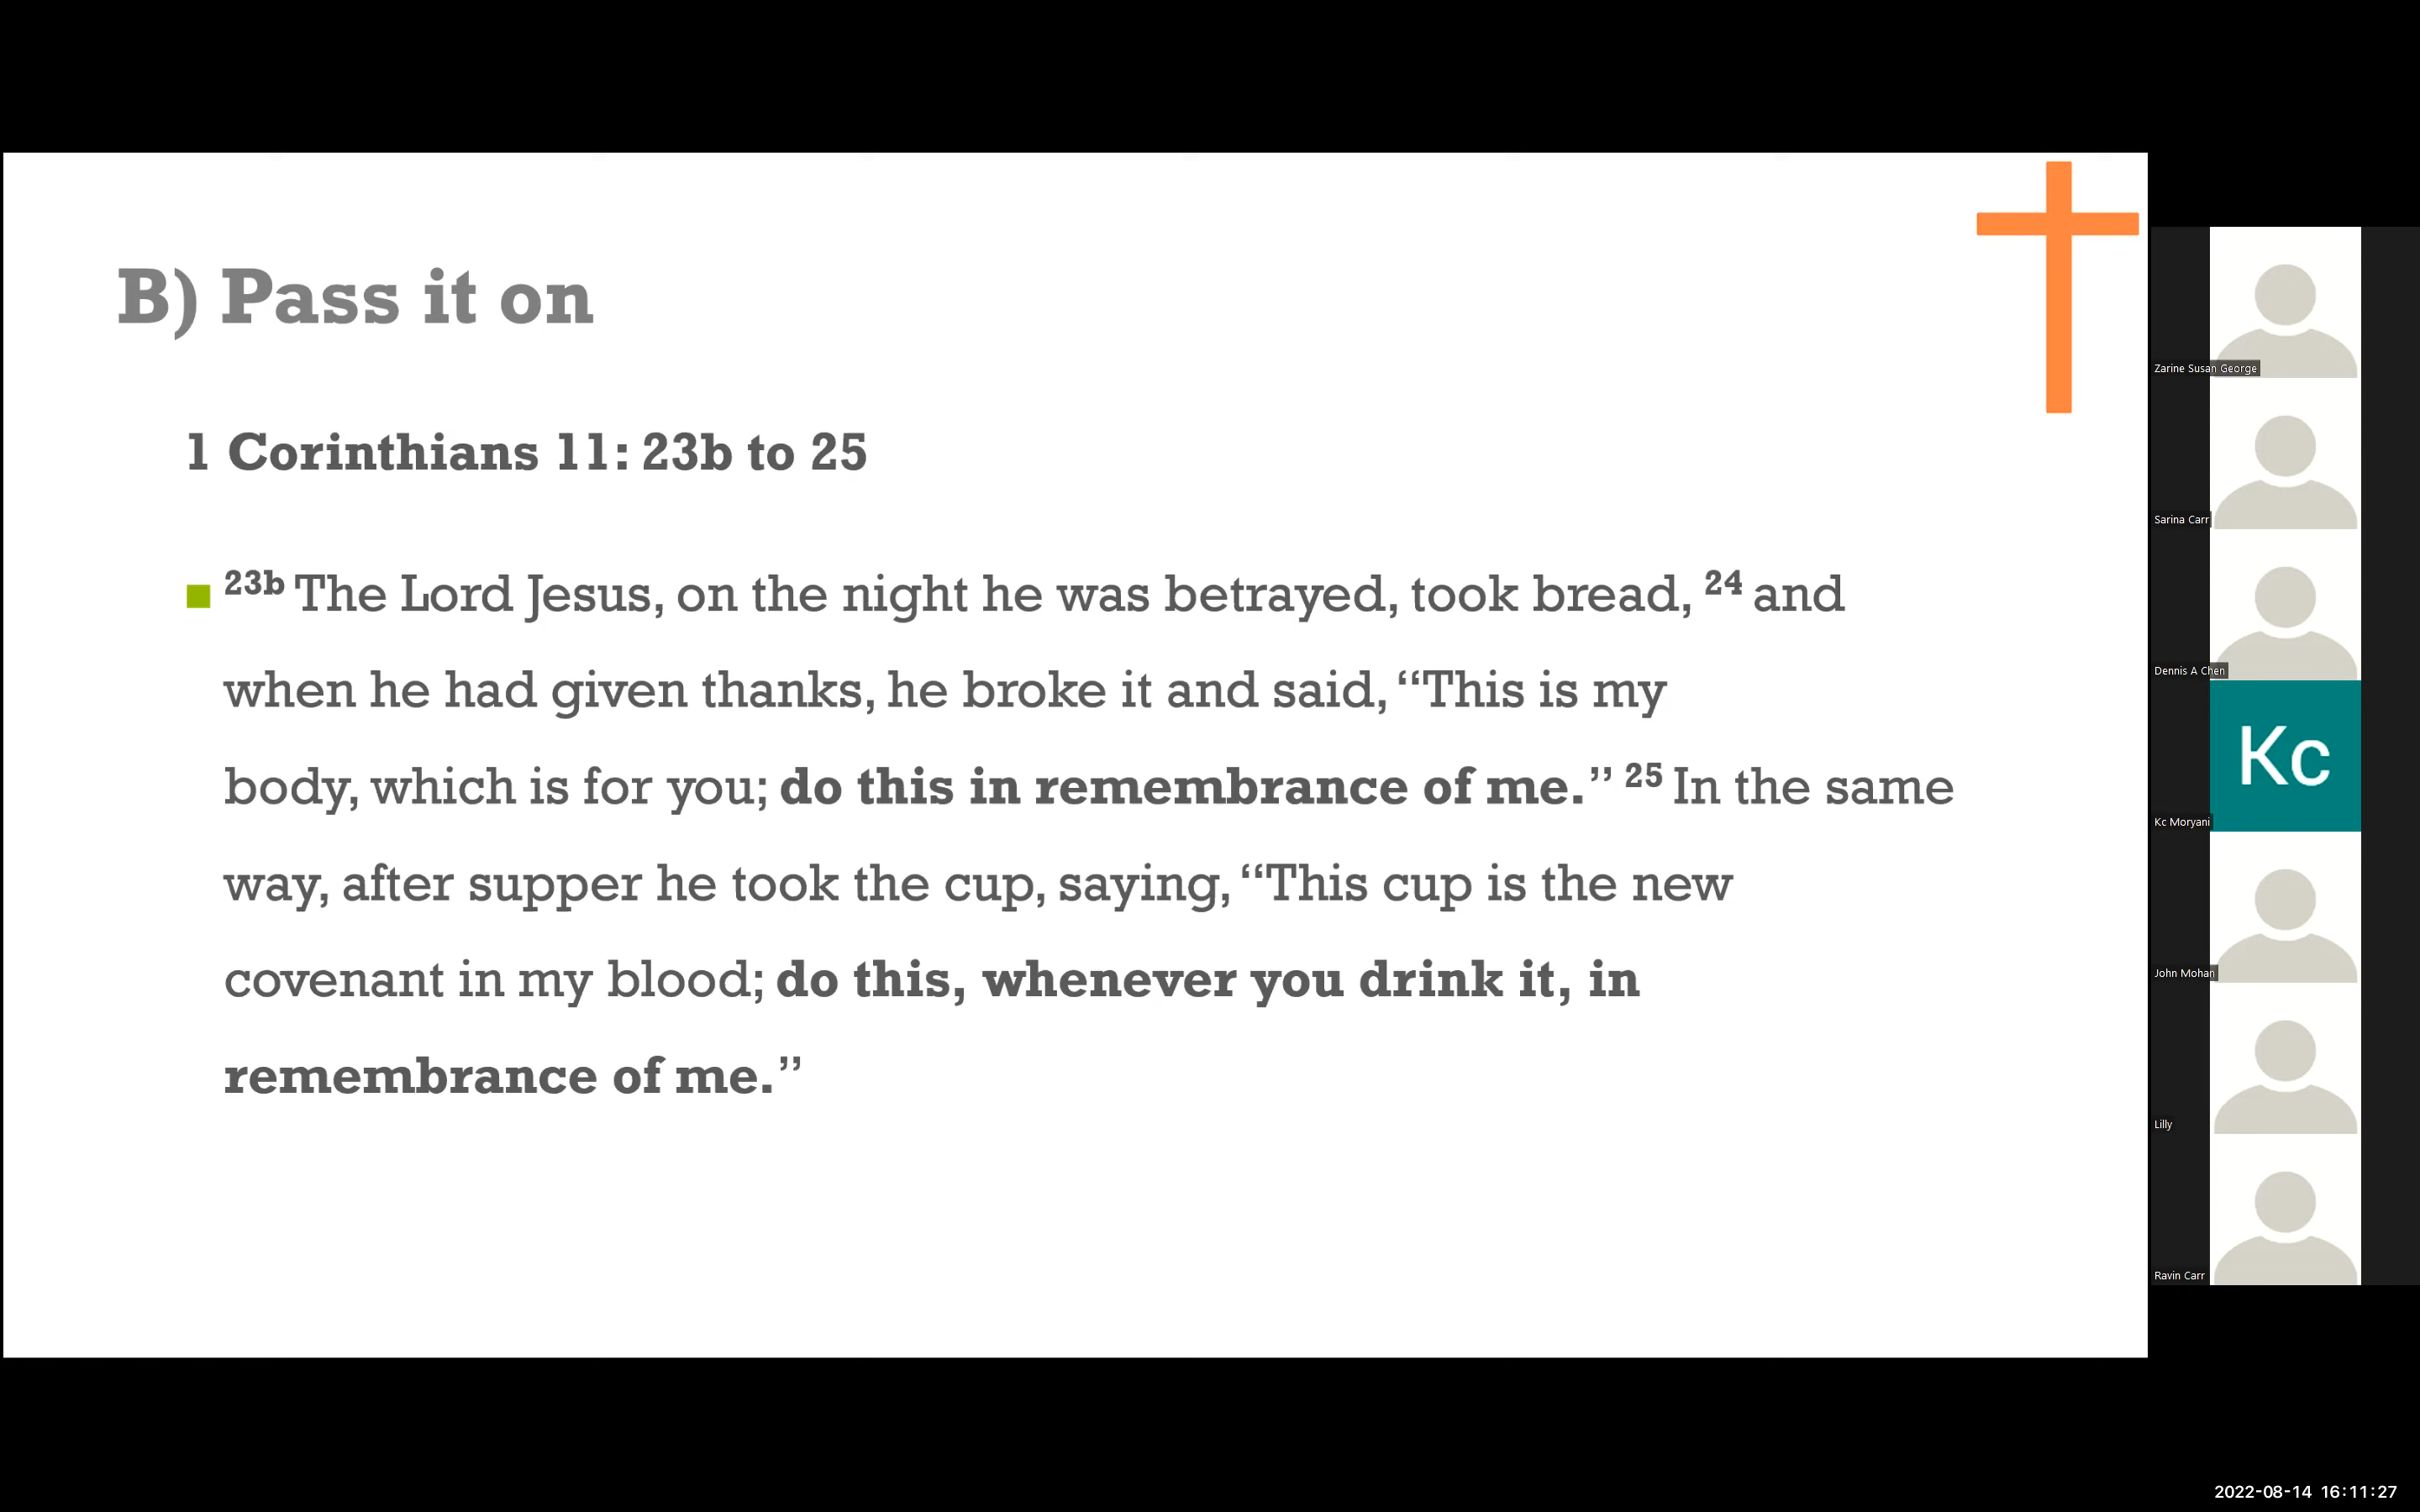 B) Pass it on
1 Corinthians 11: 23b to 25
23b The Lord Jesus, on the night he was betrayed, took bread, 24 and
when he had given thanks, he broke it and said, “This is my
body, which is for you; do this in remembrance of me.” 25 In the same
way, after supper he took the cup, saying, “This cup is the new
covenant in my blood; do this, whenever you drink it, in
remembrance of me.”
Zarine Susan George
Sarina Carr
Dennis A Chen
Kc
Kc Moryani
John Mohan
Lilly
Ravin Carr
2022-08-14 16:11:27